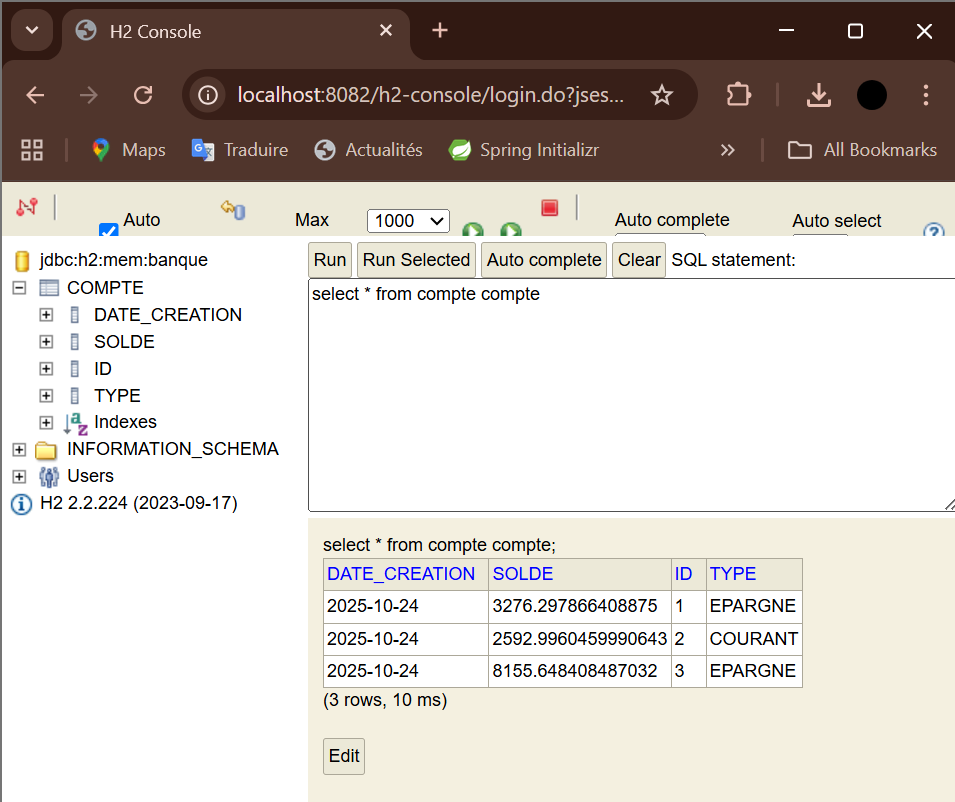 H2 Console
localhost:8082/h2-console/login.do?jses...
Maps Traduire Actualités Spring Initializr All Bookmarks
Auto Max 1000 Auto complete Auto select
jdbc:h2:mem:banque
COMPTE
DATE_CREATION
SOLDE
ID
TYPE
Indexes
INFORMATION_SCHEMA
Users
H2 2.2.224 (2023-09-17)
Run Run Selected Auto complete Clear SQL statement:
select * from compte compte
select * from compte compte;
DATE_CREATION SOLDE ID TYPE
2025-10-24 3276.297866408875 1 EPARGNE
2025-10-24 2592.9960459990643 2 COURANT
2025-10-24 8155.648408487032 3 EPARGNE
(3 rows, 10 ms)
Edit